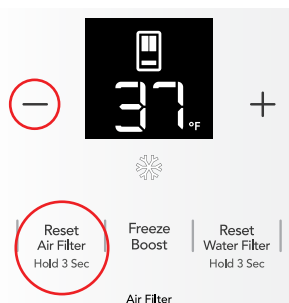 37 °F
Reset Freeze Reset
Air Filter Boost Water Filter
Hold 3 Sec Hold 3 Sec
Air Filter